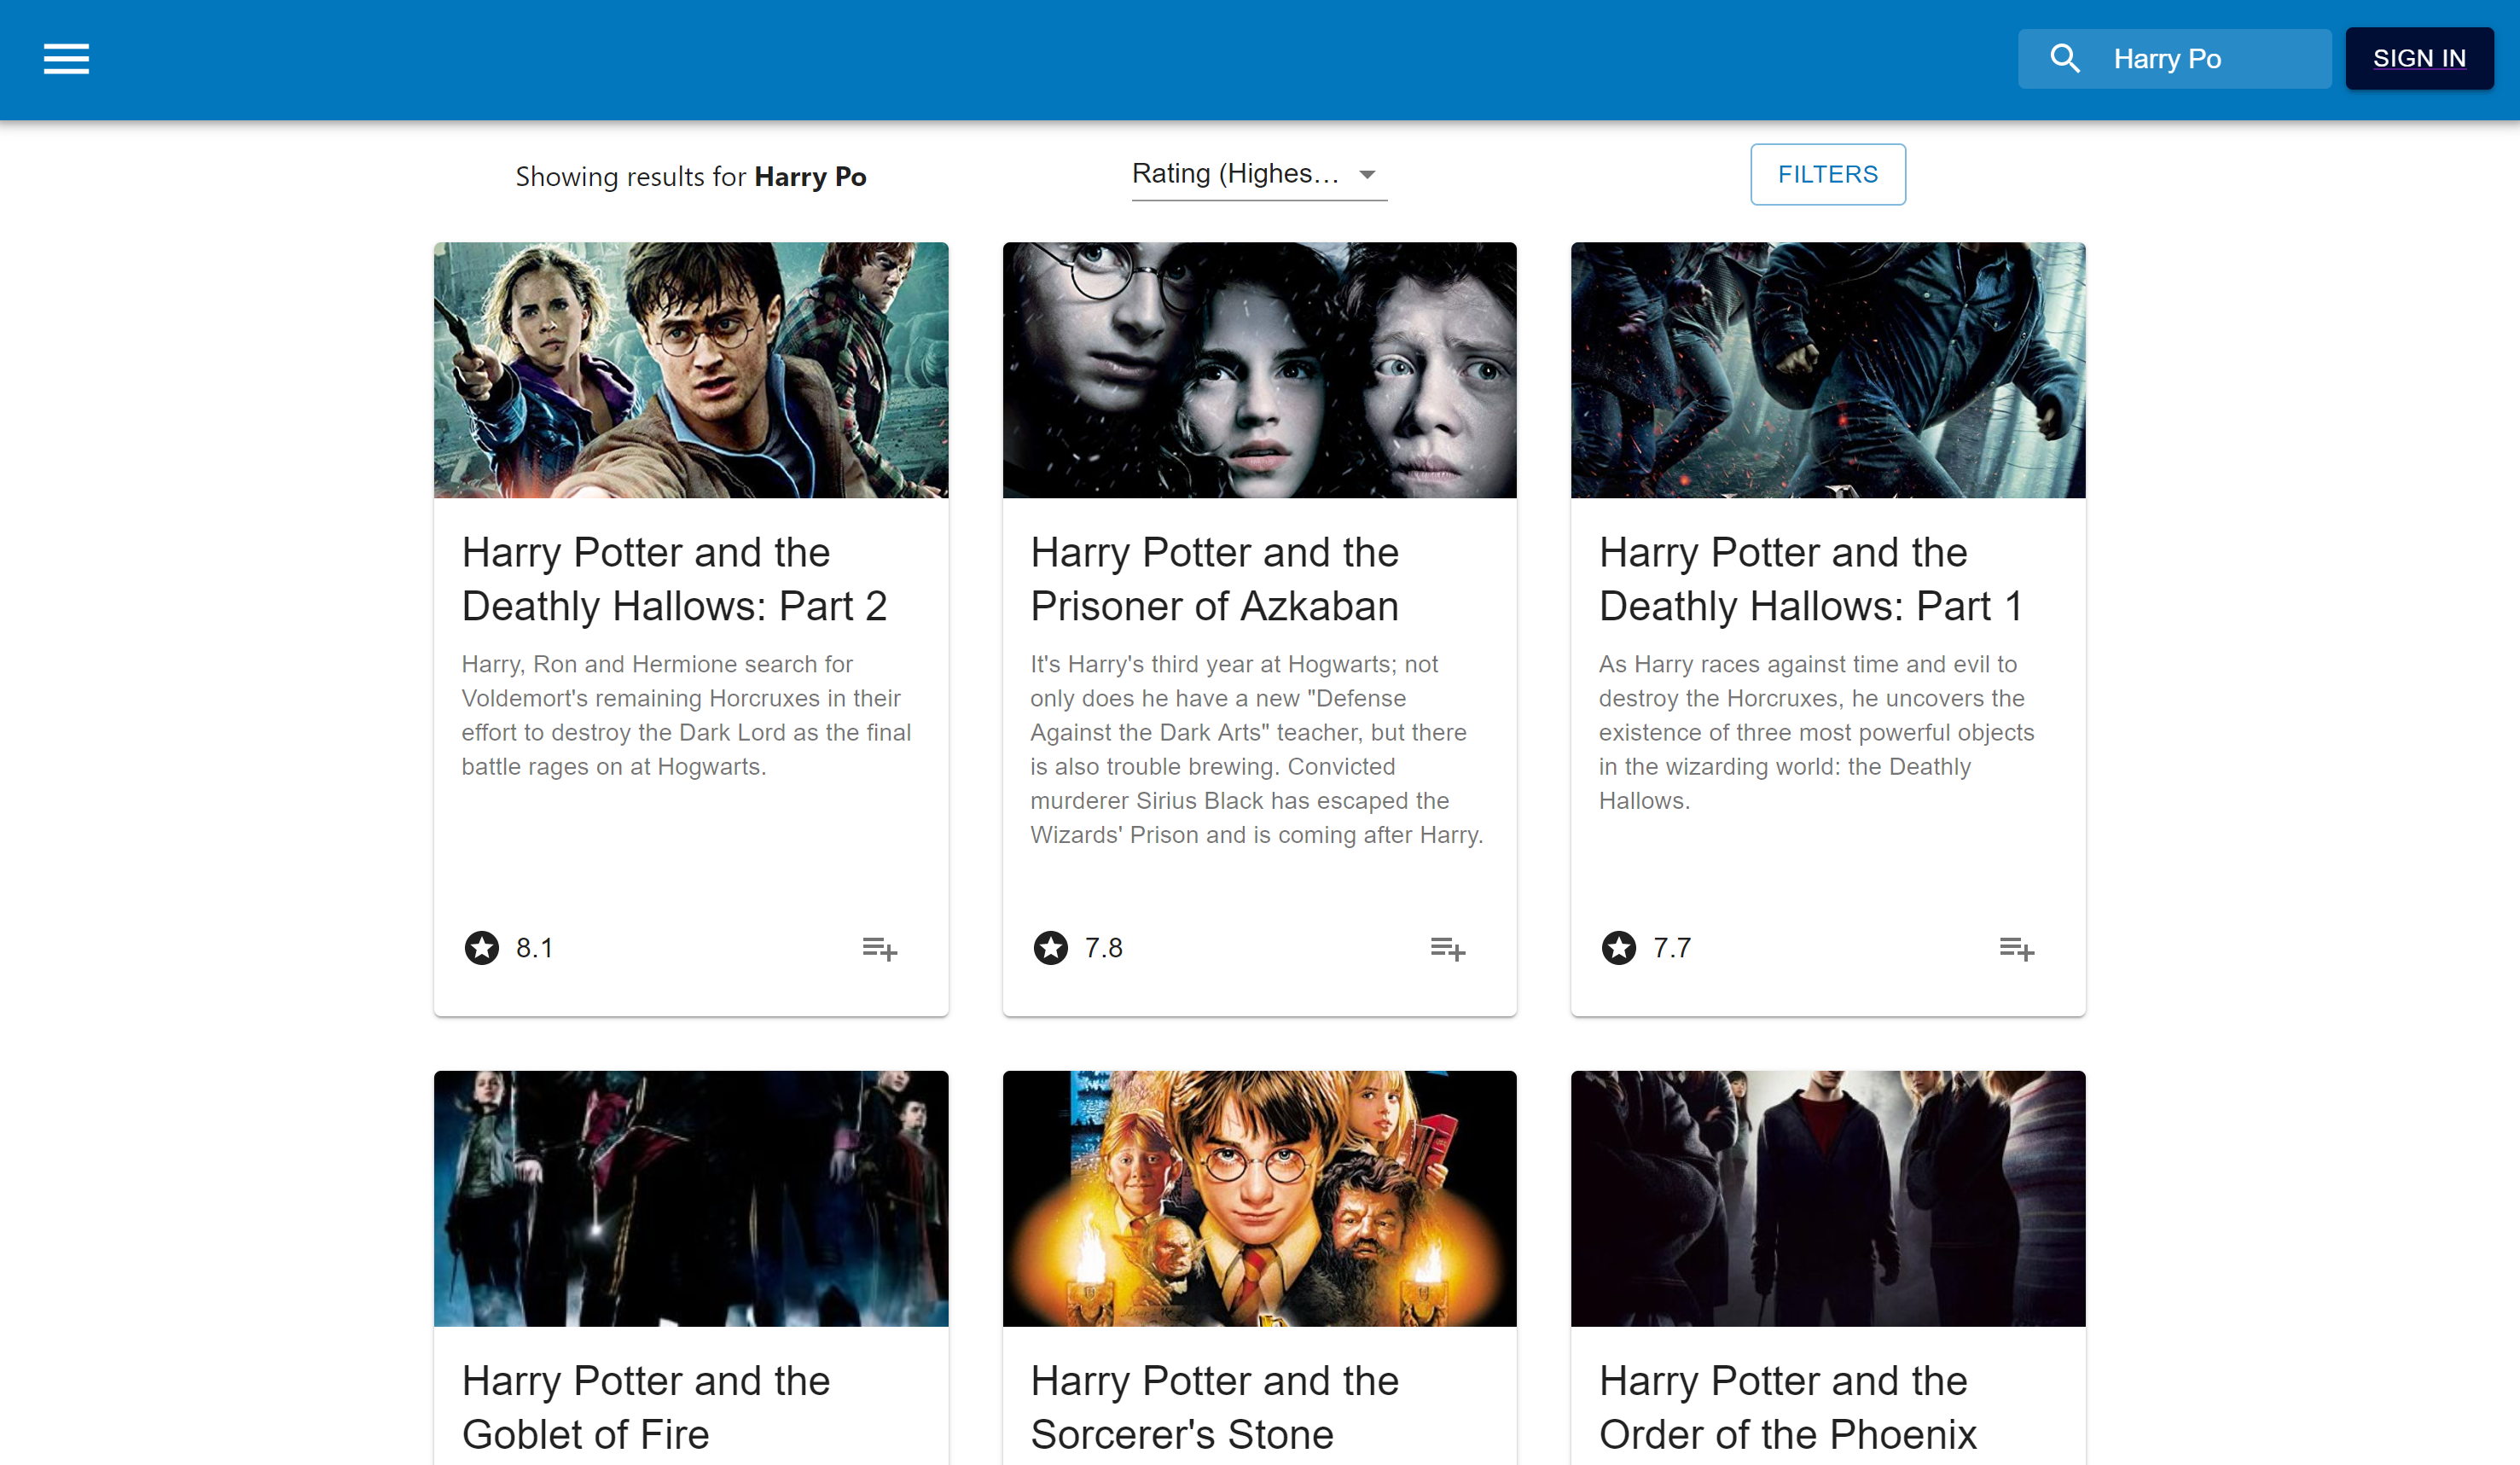 Harry Po
SIGN IN
Showing results for Harry Po
Rating (Highes...
FILTERS
Harry Potter and the
Deathly Hallows: Part 2
Harry, Ron and Hermione search for
Voldemort's remaining Horcruxes in their
effort to destroy the Dark Lord as the final
battle rages on at Hogwarts.
8.1
Harry Potter and the
Prisoner of Azkaban
It's Harry's third year at Hogwarts; not
only does he have a new "Defense
Against the Dark Arts" teacher, but there
is also trouble brewing. Convicted
murderer Sirius Black has escaped the
Wizards' Prison and is coming after Harry.
7.8
Harry Potter and the
Deathly Hallows: Part 1
As Harry races against time and evil to
destroy the Horcruxes, he uncovers the
existence of three most powerful objects
in the wizarding world: the Deathly
Hallows.
7.7
Harry Potter and the
Goblet of Fire
Harry Potter and the
Sorcerer's Stone
Harry Potter and the
Order of the Phoenix